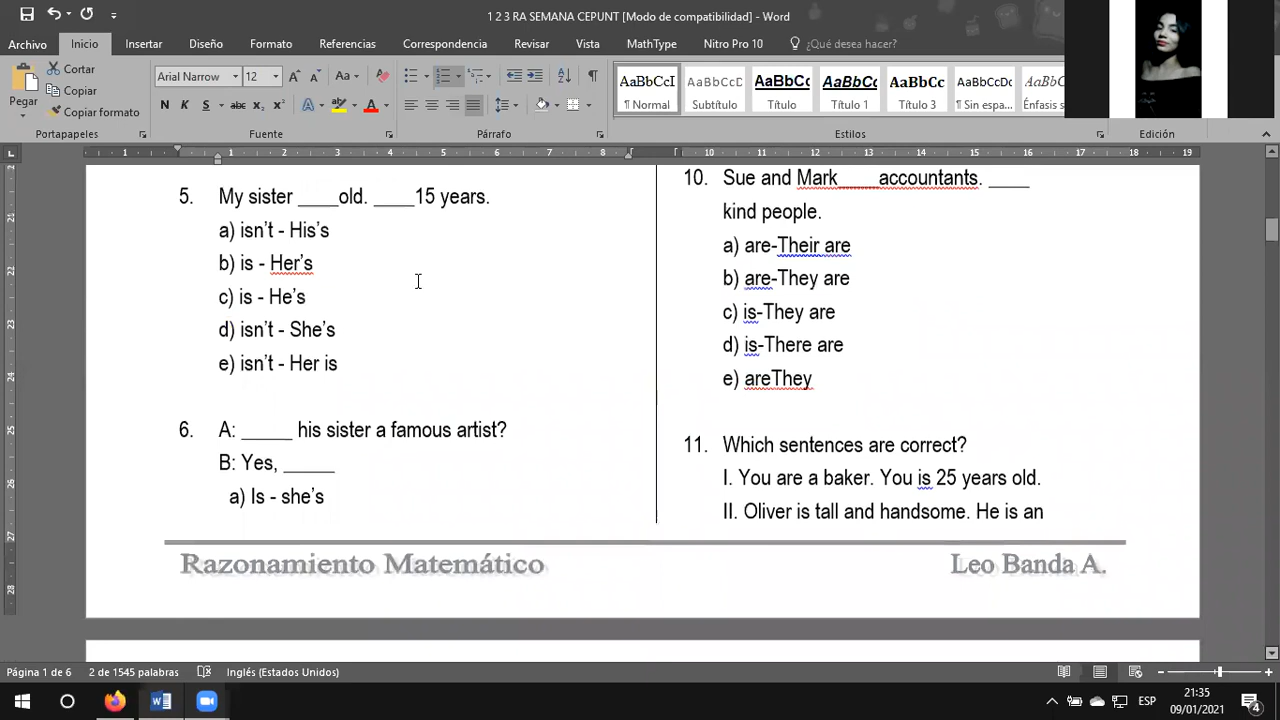 1 2 3 RA SEMANA CEPUNT [Modo de compatibilidad] - Word
Archivo Inicio Insertar Diseño Formato Referencias Correspondencia Revisar Vista MathType Nitro Pro 10 ¿Qué desea hacer?
Pegar
Cortar
Copiar
Copiar formato
Portapapeles
Arial Narrow 12
Fuente
Párrafo
AaBbCcI AaBbCcD AaBbCc AaBbCc AaBbCc AaBbCcDc AaBbCc
¶ Normal Subtítulo Título Título 1 Título 3 ¶ Sin espa... Énfasis s
Estilos
Edición
5. My sister ____old. ____15 years.
a) isn't - His's
b) is - Her's
c) is - He's
d) isn't - She's
e) isn't - Her is
6. A: _____ his sister a famous artist?
B: Yes, _____
a) Is - she's
10. Sue and Mark____accountants. ____
kind people.
a) are-Their are
b) are-They are
c) is-They are
d) is-There are
e) areThey
11. Which sentences are correct?
I. You are a baker. You is 25 years old.
II. Oliver is tall and handsome. He is an
Razonamiento Matemático Leo Banda A.
Página 1 de 6 2 de 1545 palabras Inglés (Estados Unidos)
ESP
21:35
09/01/2021
4